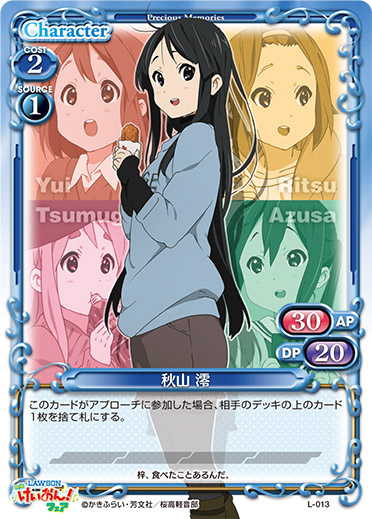 Precious Memories
Character
COST
2
SOURCE
1
Yui
Ritsu
Tsumug
Azusa
30 AP
DP 20
秋山 澪
このカードがアプローチに参加した場合、相手のデッキの上のカード
1枚を捨て札にする。
梓、食べたことあるんだ。
LAWSON
けいおん!
フェア
©かきふらい・芳文社／桜高軽音部
L-013